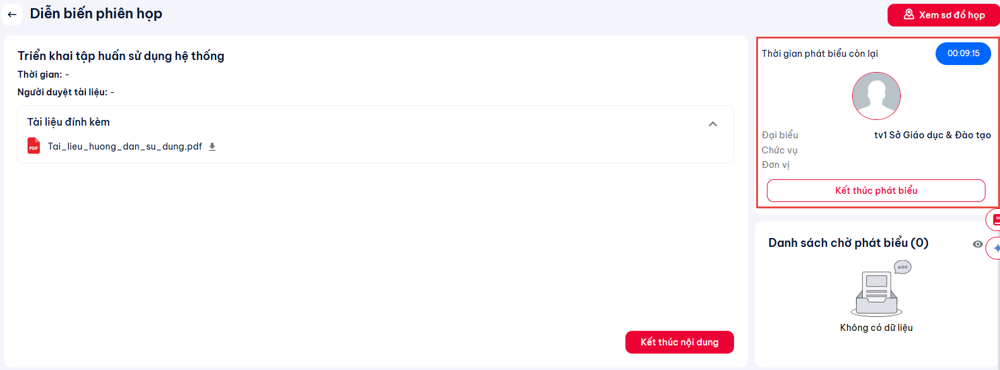 Diễn biến phiên họp
Xem sơ đồ họp
Triển khai tập huấn sử dụng hệ thống
Thời gian: -
Người duyệt tài liệu: -
Tài liệu đính kèm
PDF
Tai_lieu_huong_dan_su_dung.pdf
Kết thúc nội dung
Thời gian phát biểu còn lại
00:09:15
Đại biểu tv1 Sở Giáo dục & Đào tạo
Chức vụ
Đơn vị
Kết thúc phát biểu
Danh sách chờ phát biểu (0)
Không có dữ liệu